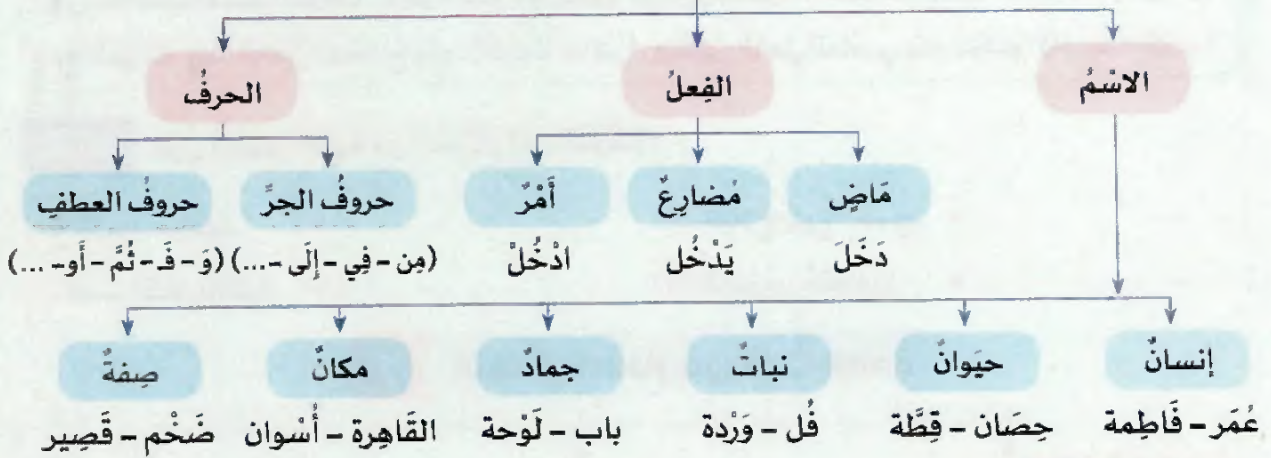 الاسْمُ الفِعلُ الحرفُ
مَاضٍ مُضارِعٌ أَمْرٌ حروفُ الجرِّ حروفُ العطفِ
دَخَلَ يَدْخُل ادْخُلْ (مِن - فِي - إِلَى - ...) (وَ - فَـ - ثُمَّ - أَو - ...)
إنسانٌ حيَوانٌ نباتٌ جمادٌ مكانٌ صِفةٌ
عُمَر - فَاطِمة حِصَان - قِطَّة فُل - وَرْدة باب - لَوْحة القَاهِرة - أُسْوان ضَخْم - قَصِير